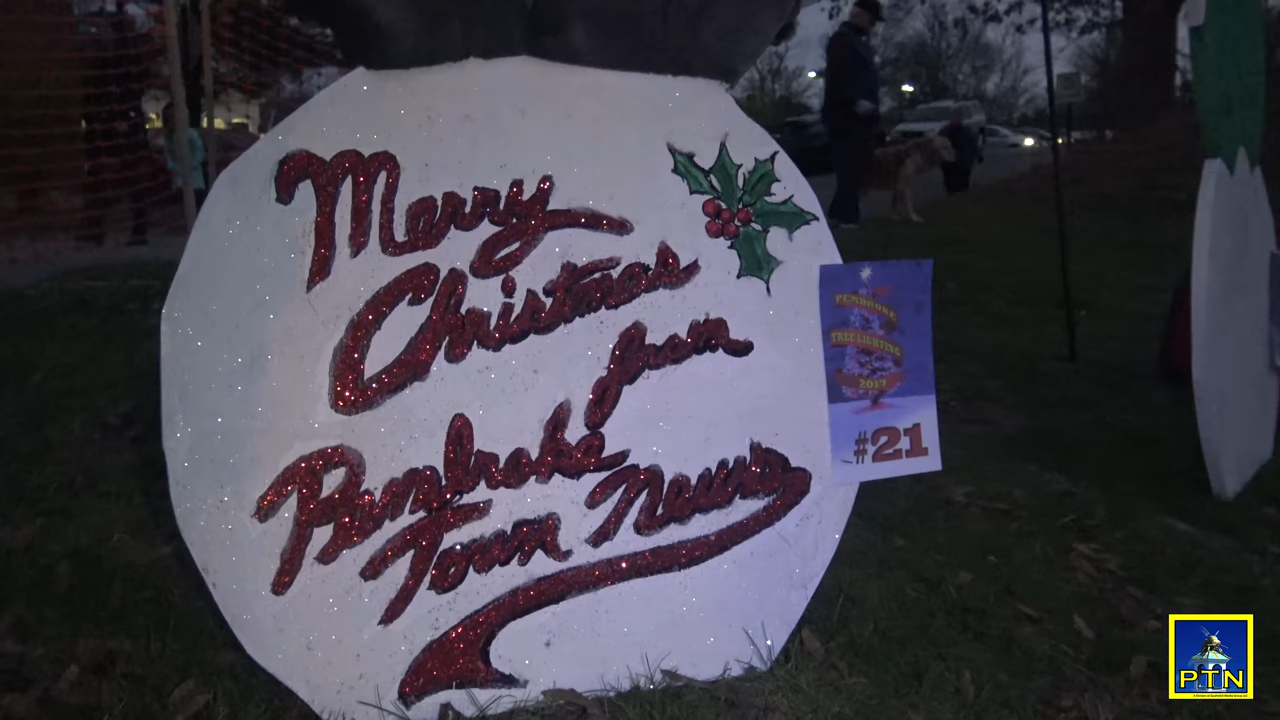 Merry
Christmas
from
Pembroke
Town News
PEMBROKE
TREE LIGHTING
2017
#21
PTN